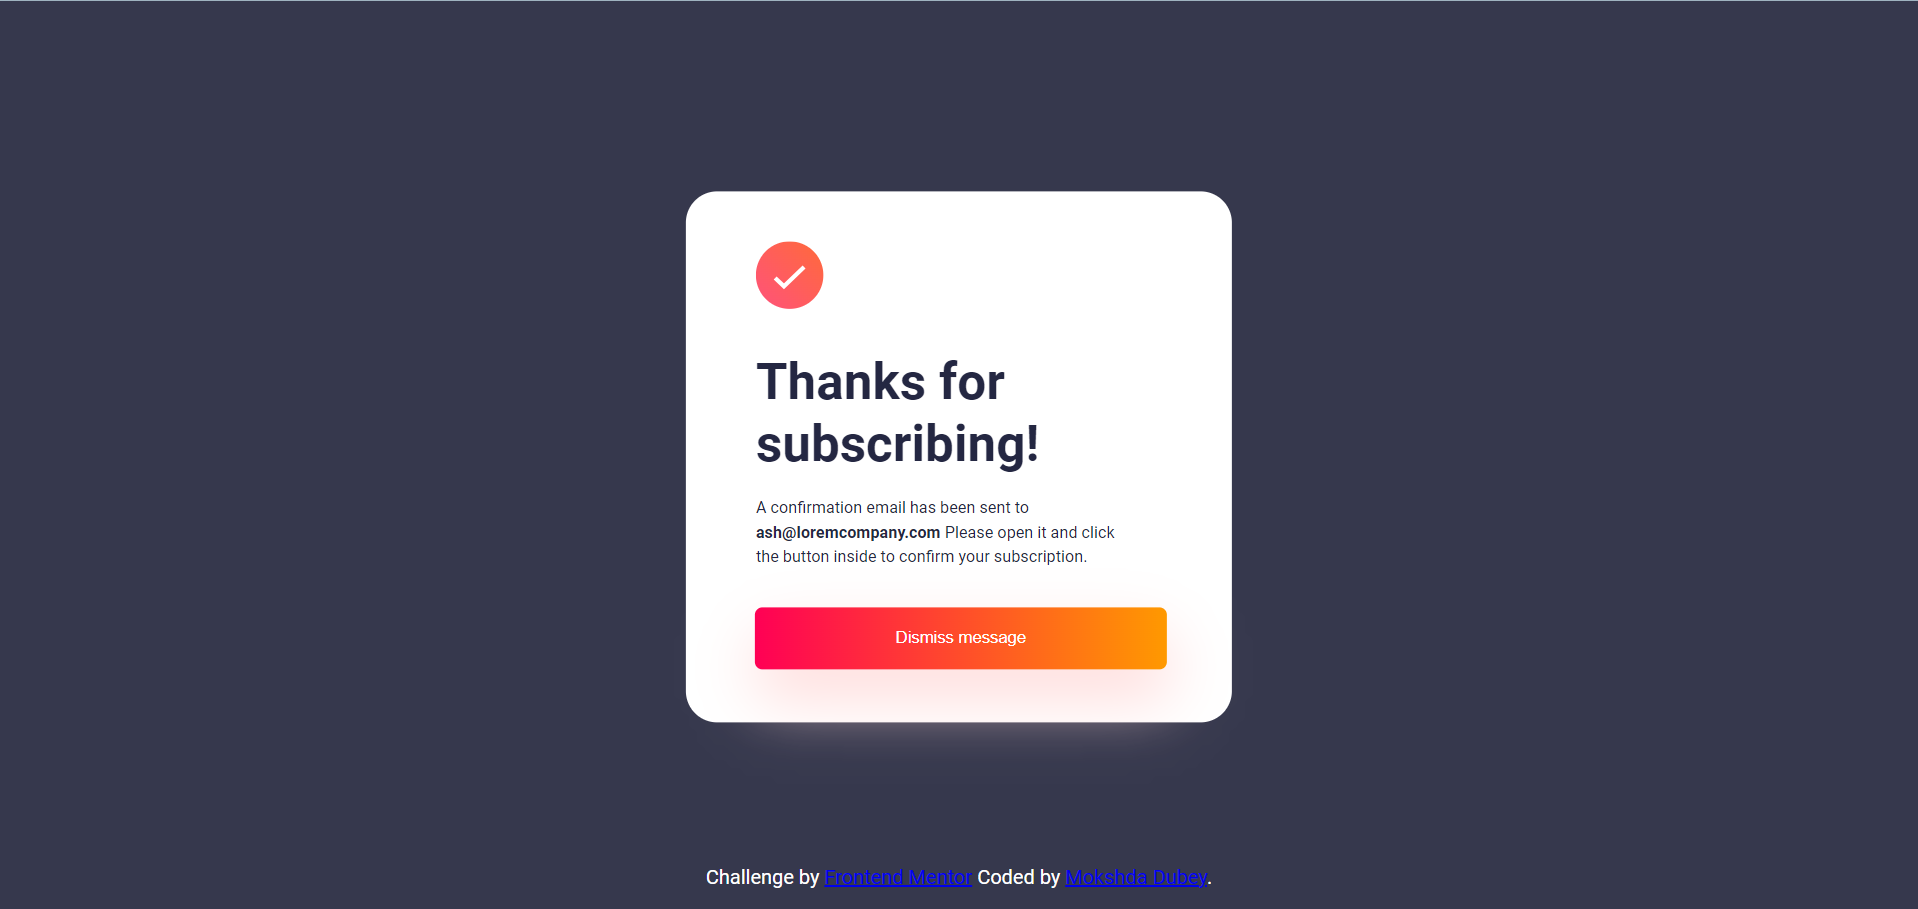 Thanks for
subscribing!
A confirmation email has been sent to
ash@loremcompany.com Please open it and click
the button inside to confirm your subscription.
Dismiss message
Challenge by Frontend Mentor Coded by Mokshda Dubey.